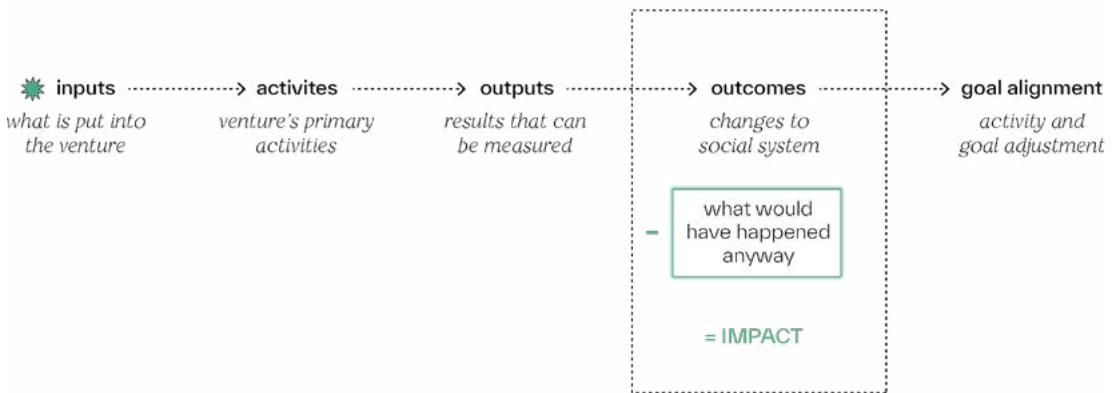 inputs
activites
outputs
outcomes
goal alignment
what is put into
the venture
venture's primary
activities
results that can
be measured
changes to
social system
activity and
goal adjustment
-
what would
have happened
anyway
= IMPACT